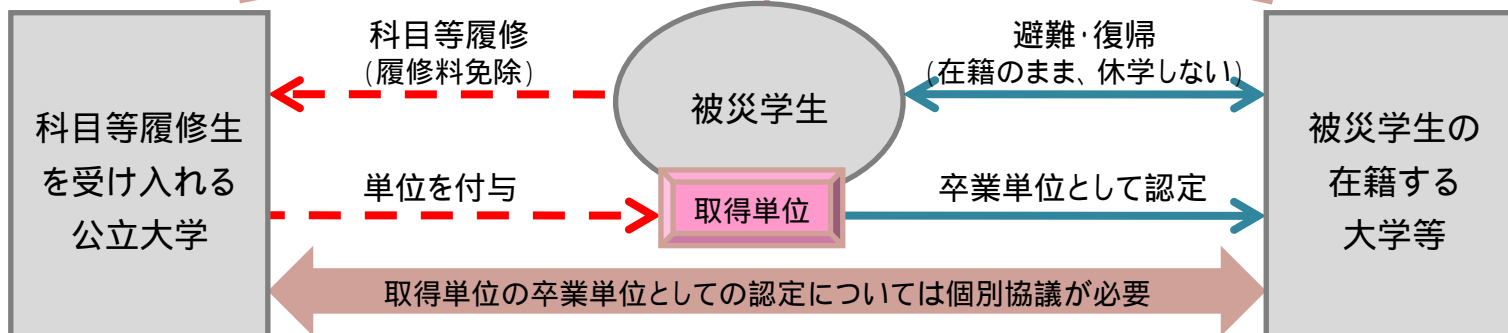 科目等履修生
を受け入れる
公立大学
科目等履修
(履修料免除)
単位を付与
被災学生
取得単位
避難・復帰
(在籍のまま、休学しない)
卒業単位として認定
被災学生の
在籍する
大学等
取得単位の卒業単位としての認定については個別協議が必要